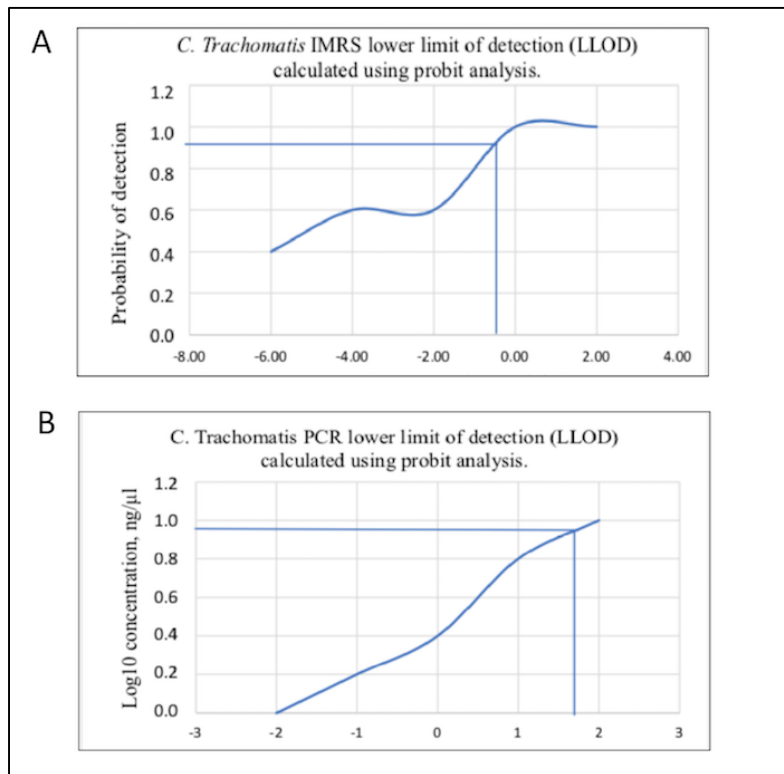 A
C. Trachomatis IMRS lower limit of detection (LLOD)
calculated using probit analysis.
Probability of detection
1.2
1.0
0.8
0.6
0.4
0.2
0.0
-8.00 -6.00 -4.00 -2.00 0.00 2.00 4.00
B
C. Trachomatis PCR lower limit of detection (LLOD)
calculated using probit analysis.
Log10 concentration, ng/µl
1.2
1.0
0.8
0.6
0.4
0.2
0.0
-3 -2 -1 0 1 2 3